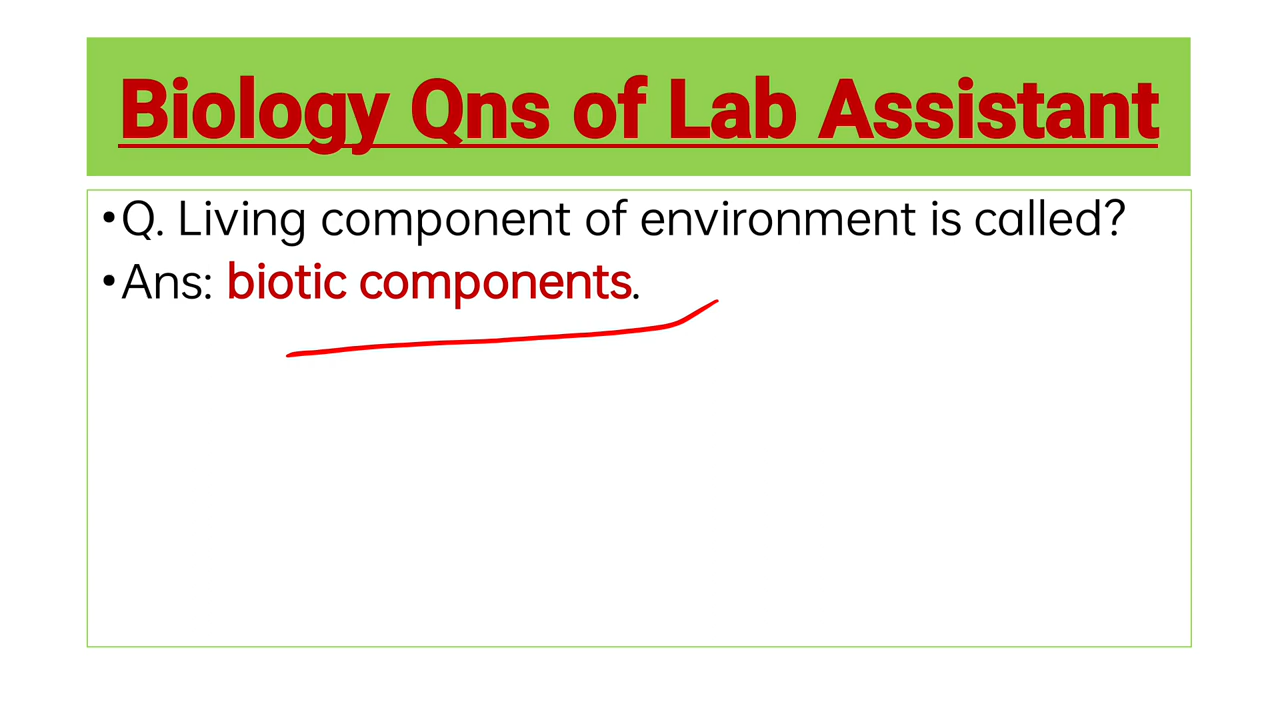 Biology Qns of Lab Assistant
•Q. Living component of environment is called?
•Ans: biotic components.